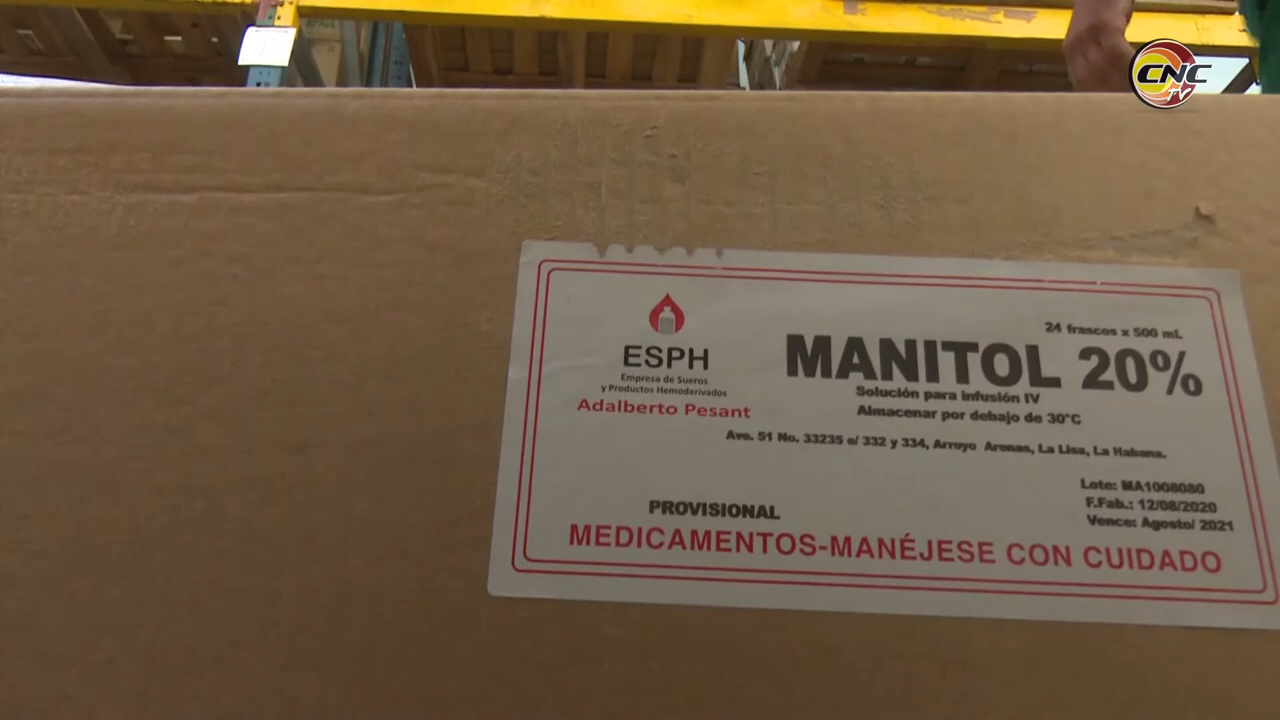 CNC
TV
24 frascos x 500 mL
ESPH
MANITOL 20%
Empresa de Sueros
y Productos Hemoderivados
Solución para infusión IV
Adalberto Pesant
Almacenar por debajo de 30°C
Ave. 51 No. 33235 e/ 332 y 334, Arroyo Arenas, La Lisa, La Habana.
Lote: MA1008080
F.Fab.: 12/08/2020
Vence: Agosto/ 2021
PROVISIONAL
MEDICAMENTOS-MANÉJESE CON CUIDADO